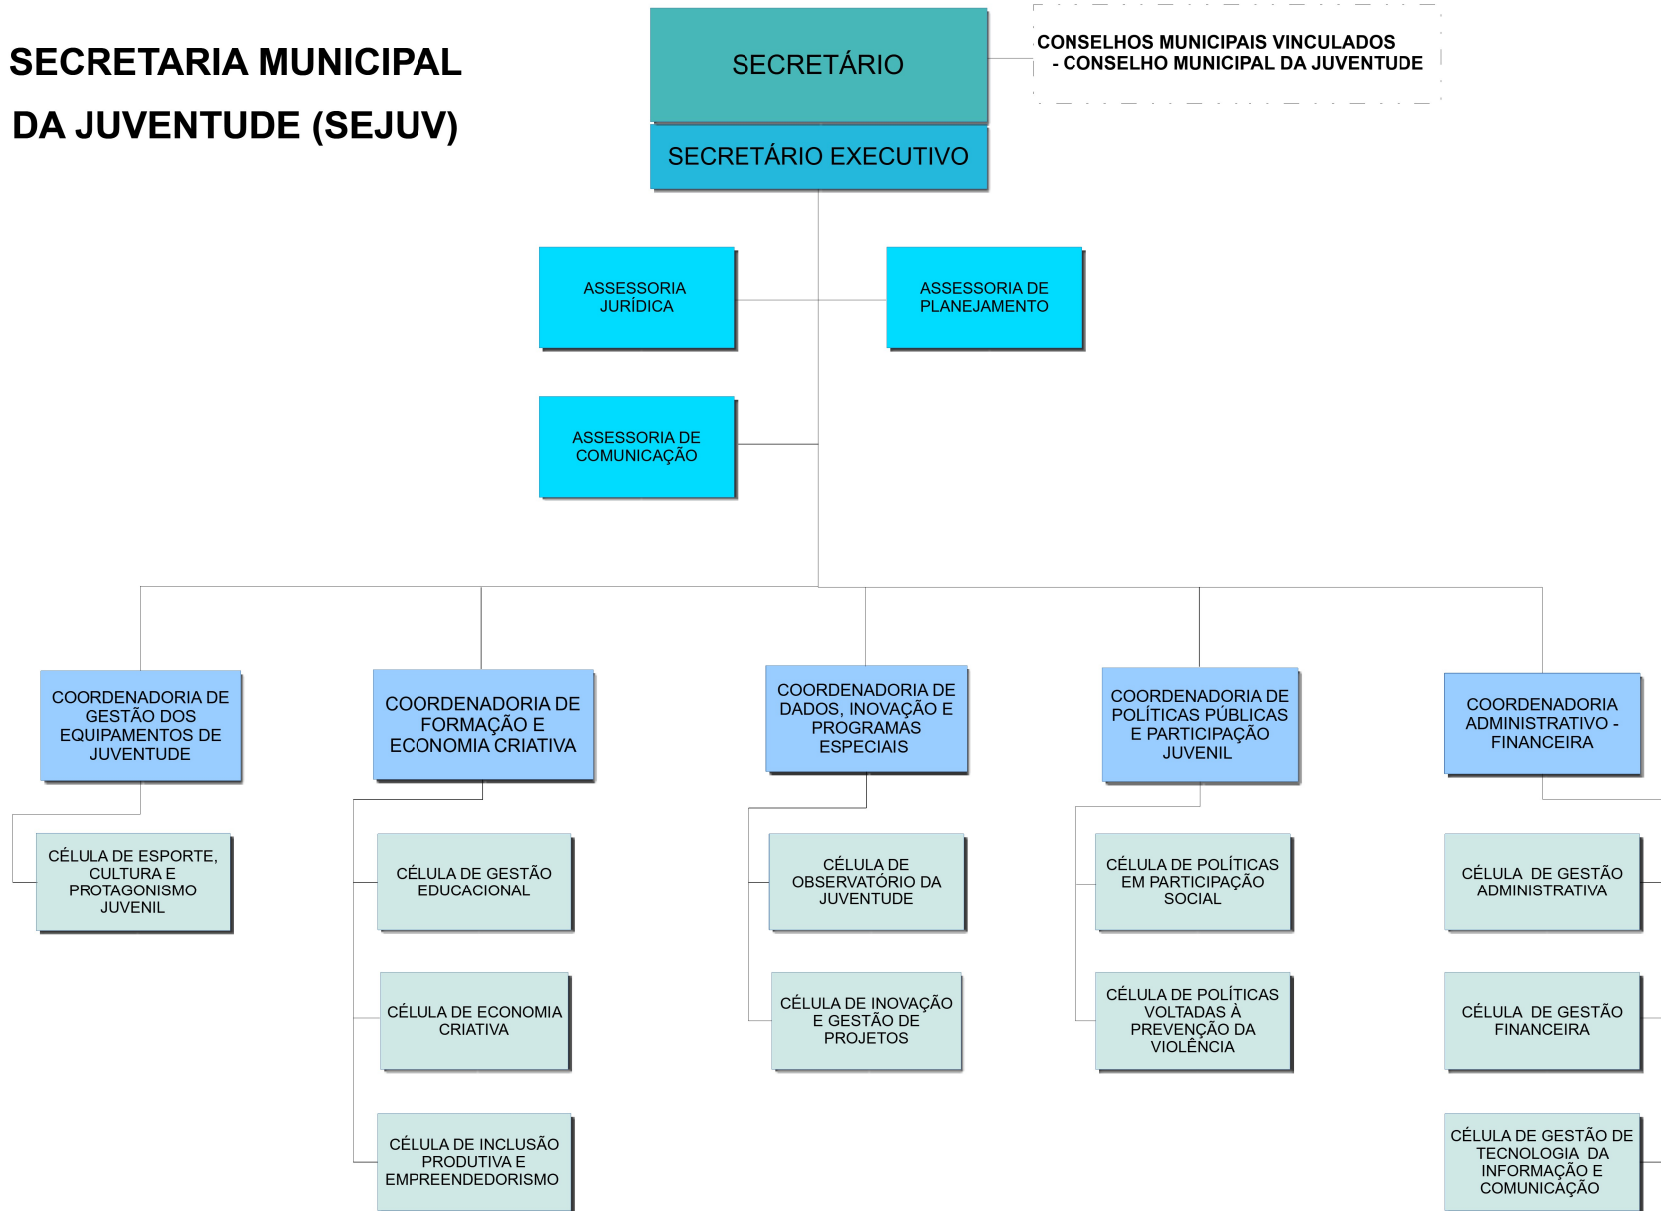 SECRETARIA MUNICIPAL
DA JUVENTUDE (SEJUV)
SECRETÁRIO
CONSELHOS MUNICIPAIS VINCULADOS
- CONSELHO MUNICIPAL DA JUVENTUDE
SECRETÁRIO EXECUTIVO
ASSESSORIA
JURÍDICA
ASSESSORIA DE
PLANEJAMENTO
ASSESSORIA DE
COMUNICAÇÃO
COORDENADORIA DE
GESTÃO DOS
EQUIPAMENTOS DE
JUVENTUDE
COORDENADORIA DE
FORMAÇÃO E
ECONOMIA CRIATIVA
COORDENADORIA DE
DADOS, INOVAÇÃO E
PROGRAMAS
ESPECIAIS
COORDENADORIA DE
POLÍTICAS PÚBLICAS
E PARTICIPAÇÃO
JUVENIL
COORDENADORIA
ADMINISTRATIVO -
FINANCEIRA
CÉLULA DE ESPORTE,
CULTURA E
PROTAGONISMO
JUVENIL
CÉLULA DE GESTÃO
EDUCACIONAL
CÉLULA DE
OBSERVATÓRIO DA
JUVENTUDE
CÉLULA DE POLÍTICAS
EM PARTICIPAÇÃO
SOCIAL
CÉLULA  DE GESTÃO
ADMINISTRATIVA
CÉLULA DE ECONOMIA
CRIATIVA
CÉLULA DE INOVAÇÃO
E GESTÃO DE
PROJETOS
CÉLULA DE POLÍTICAS
VOLTADAS À
PREVENÇÃO DA
VIOLÊNCIA
CÉLULA  DE GESTÃO
FINANCEIRA
CÉLULA DE INCLUSÃO
PRODUTIVA E
EMPREENDEDORISMO
CÉLULA DE GESTÃO DE
TECNOLOGIA  DA
INFORMAÇÃO E
COMUNICAÇÃO